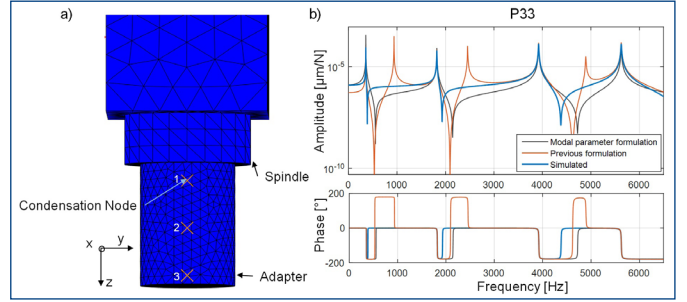 a)
Condensation Node
1
2
3
Spindle
Adapter
x
y
z
b)
P33
Amplitude [µm/N]
10⁻⁵
10⁻¹⁰
0 1000 2000 3000 4000 5000 6000
Modal parameter formulation
Previous formulation
Simulated
Phase [°]
200
0
-200
0 1000 2000 3000 4000 5000 6000
Frequency [Hz]